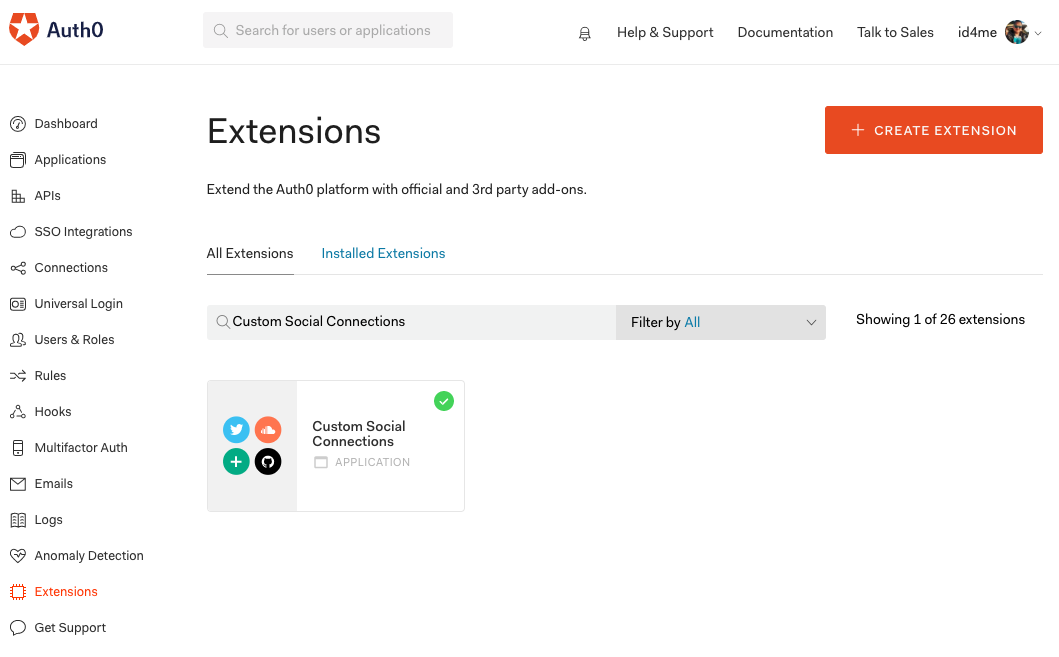 Auth0
Search for users or applications
Help & Support
Documentation
Talk to Sales
id4me
Dashboard
Applications
APIs
SSO Integrations
Connections
Universal Login
Users & Roles
Rules
Hooks
Multifactor Auth
Emails
Logs
Anomaly Detection
Extensions
Get Support
Extensions
CREATE EXTENSION
Extend the Auth0 platform with official and 3rd party add-ons.
All Extensions
Installed Extensions
Custom Social Connections
Filter by All
Showing 1 of 26 extensions
Custom Social
Connections
APPLICATION